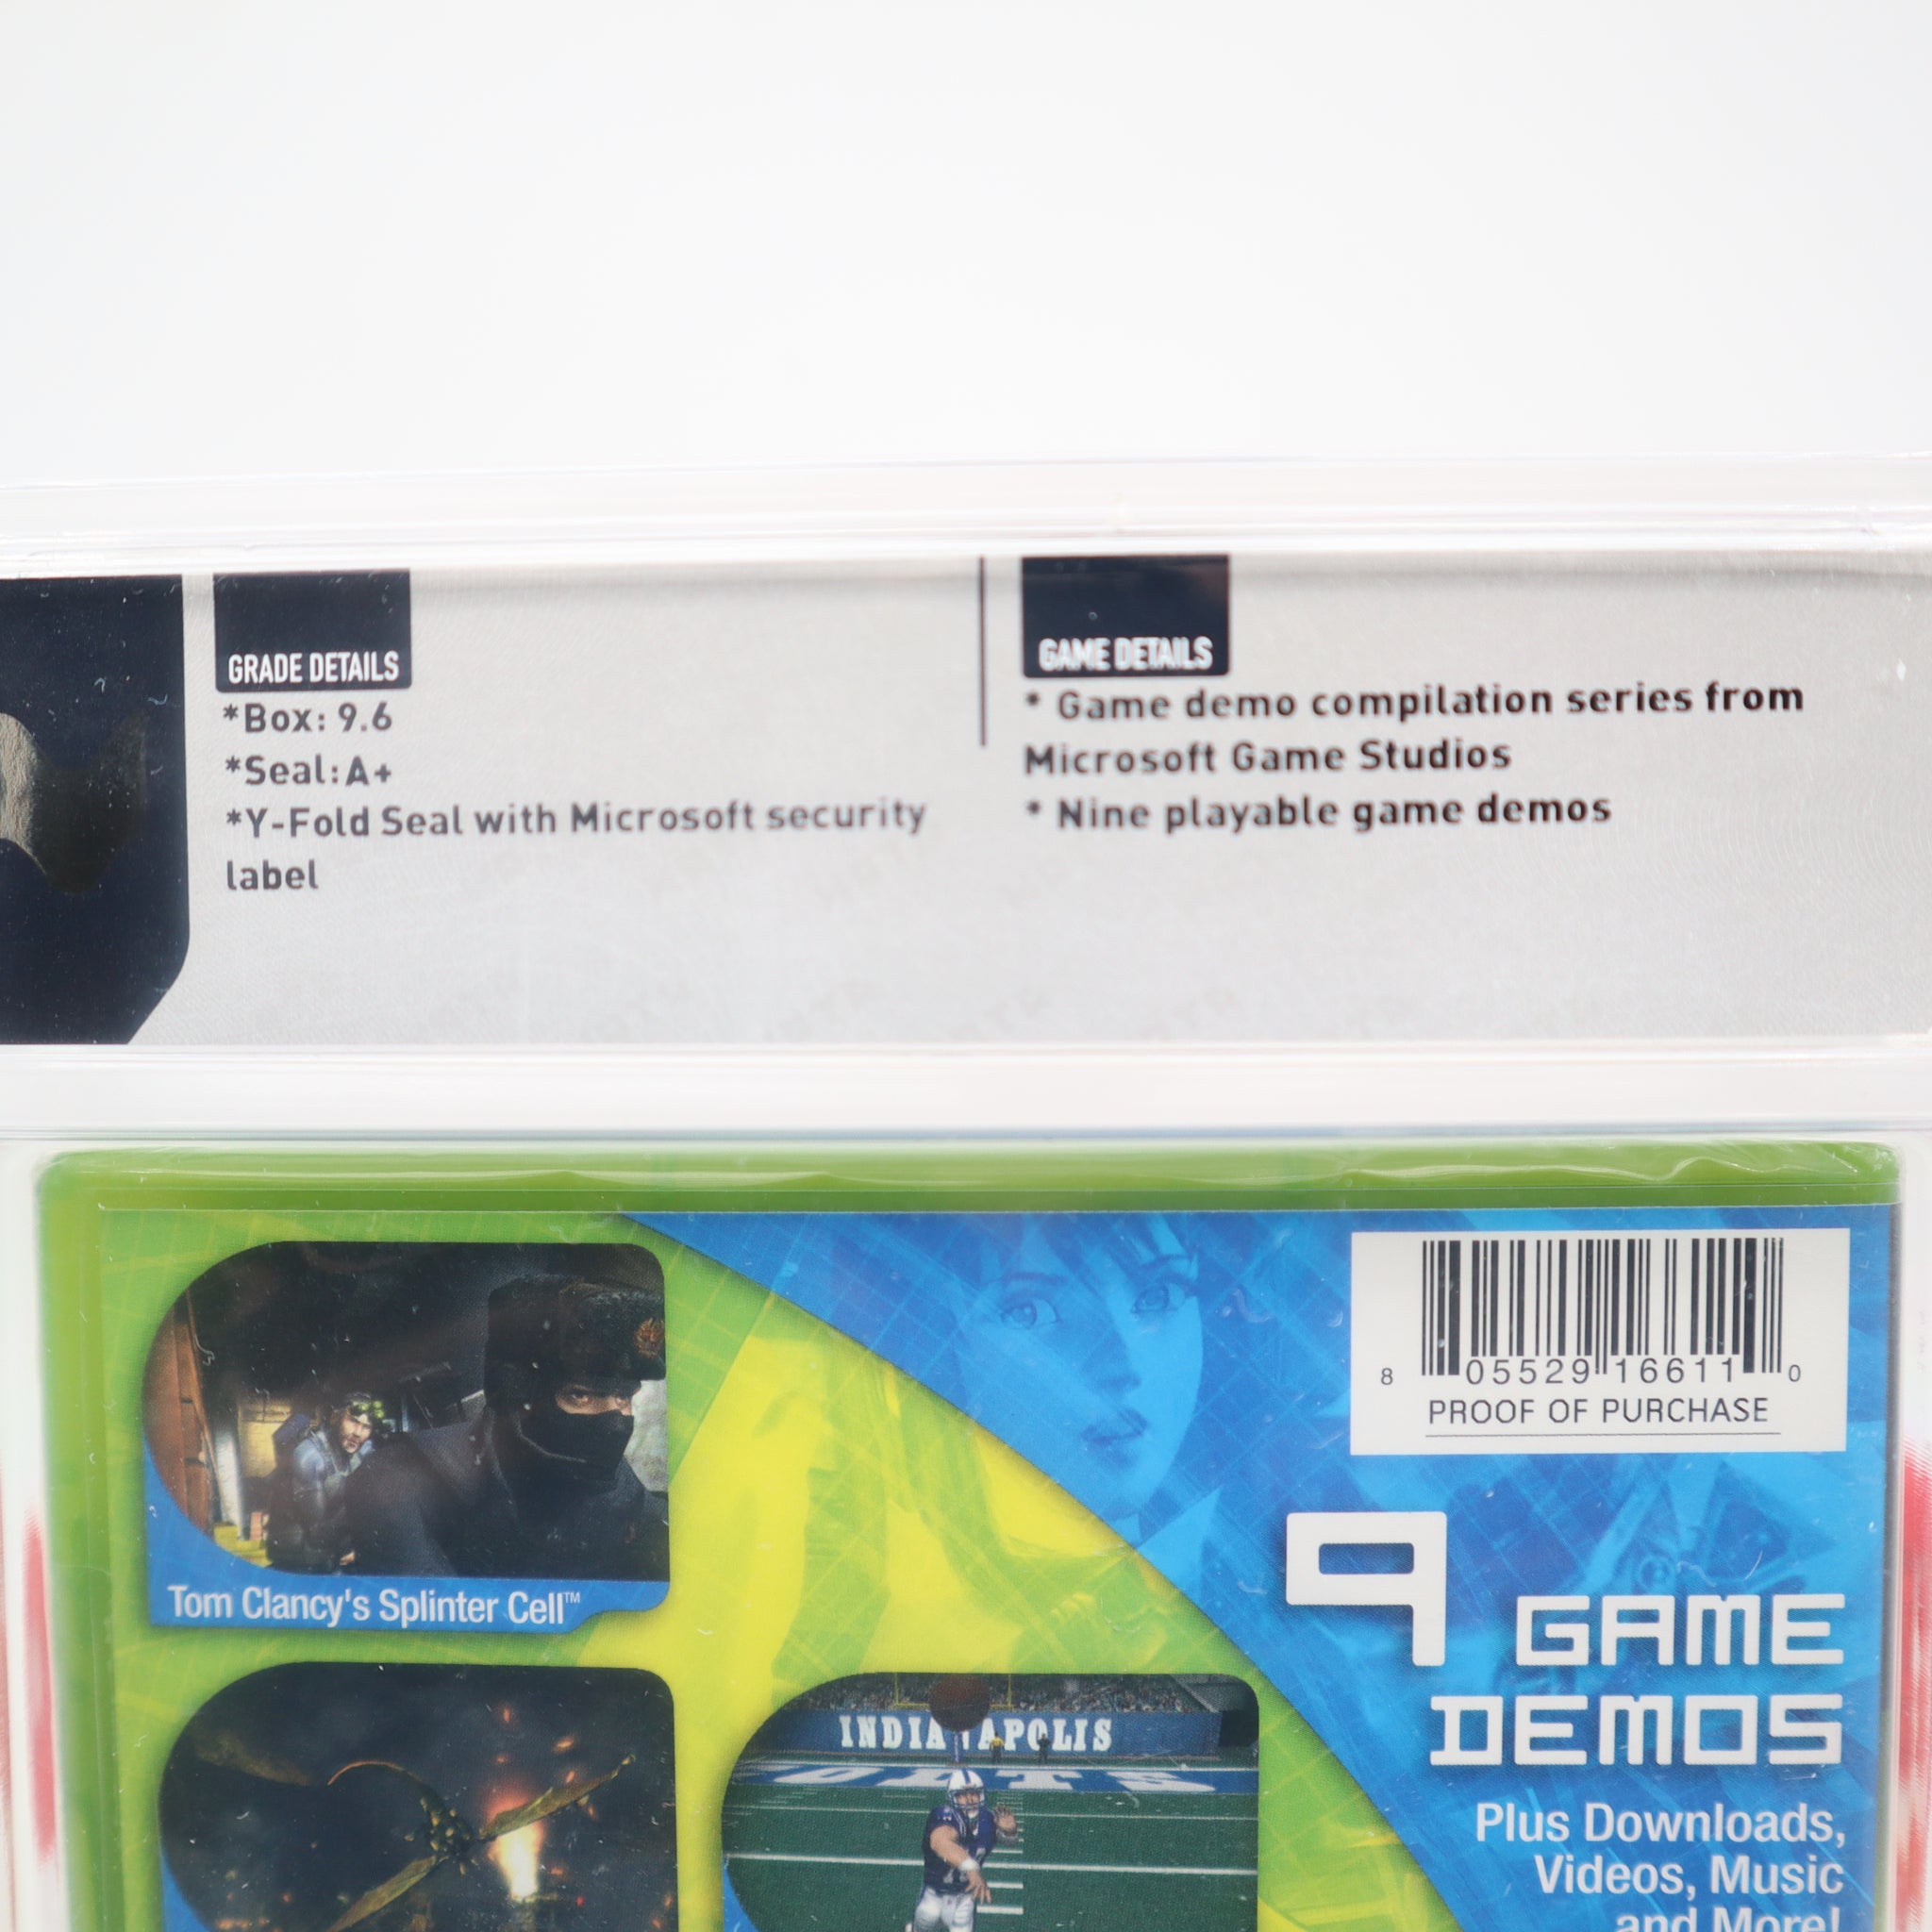 GRADE DETAILS
*Box: 9.6
*Seal:A+
*Y-Fold Seal with Microsoft security
label
GAME DETAILS
* Game demo compilation series from
Microsoft Game Studios
* Nine playable game demos
8 05529 16611 0
PROOF OF PURCHASE
Tom Clancy's Splinter Cell™
9 GAME
DEMOS
INDIANAPOLIS
Plus Downloads,
Videos, Music
and More!